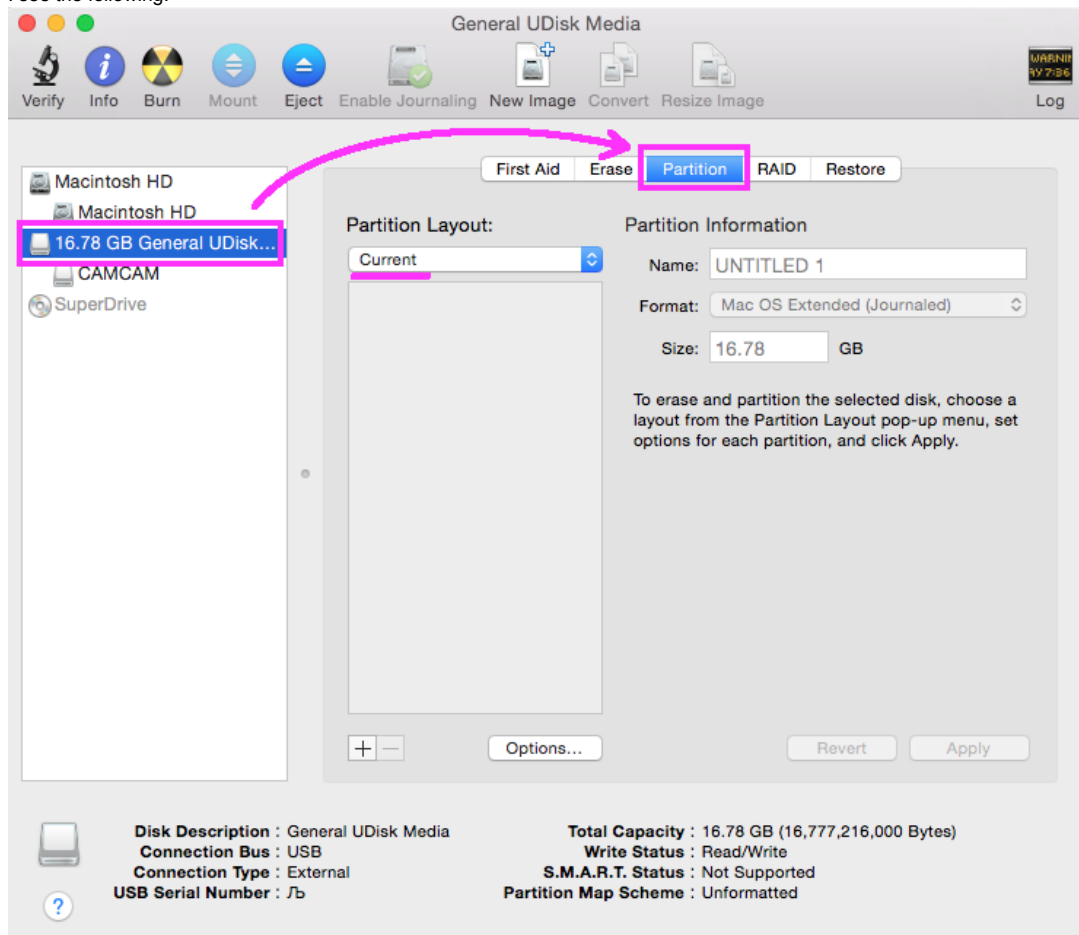 General UDisk Media
Verify Info Burn Mount Eject Enable Journaling New Image Convert Resize Image Log
WARNIN
AY 7:36
First Aid Erase Partition RAID Restore
Macintosh HD
Macintosh HD
16.78 GB General UDisk...
CAMCAM
SuperDrive
Partition Layout:
Current
Partition Information
Name: UNTITLED 1
Format: Mac OS Extended (Journaled)
Size: 16.78 GB
To erase and partition the selected disk, choose a
layout from the Partition Layout pop-up menu, set
options for each partition, and click Apply.
+ −
Options...
Revert Apply
Disk Description : General UDisk Media
Connection Bus : USB
Connection Type : External
USB Serial Number : Љ
Total Capacity : 16.78 GB (16,777,216,000 Bytes)
Write Status : Read/Write
S.M.A.R.T. Status : Not Supported
Partition Map Scheme : Unformatted
?